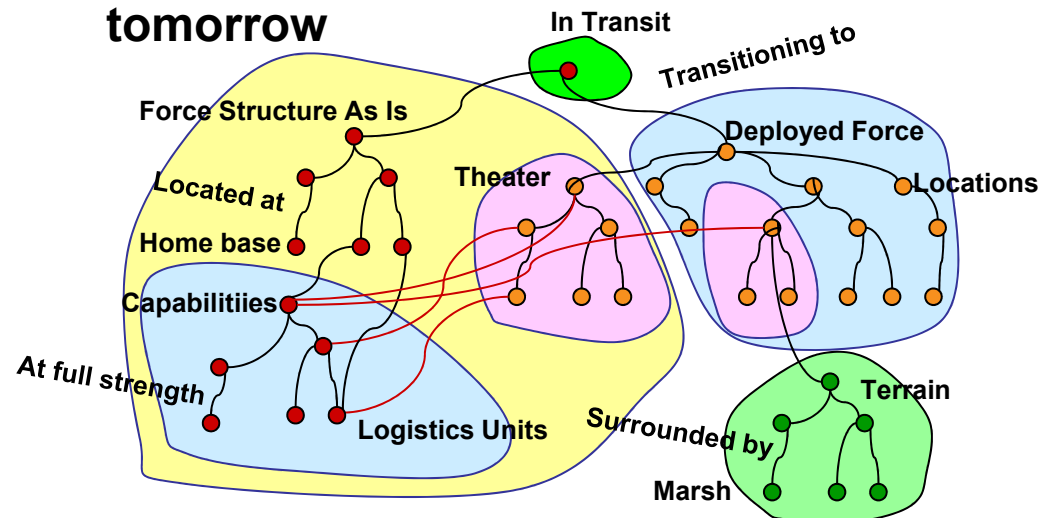 tomorrow
In Transit
Transitioning to
Force Structure As Is
Deployed Force
Theater
Locations
Located at
Home base
Capabilitiies
At full strength
Terrain
Logistics Units
Surrounded by
Marsh